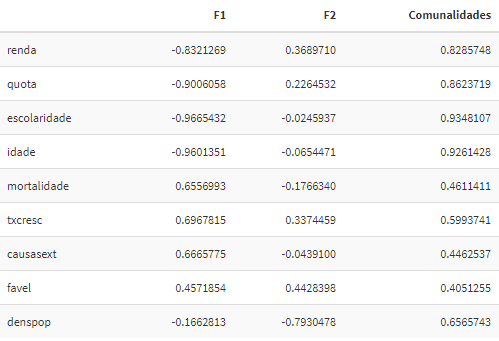 F1 F2 Comunalidades
renda -0.8321269 0.3689710 0.8285748
quota -0.9006058 0.2264532 0.8623719
escolaridade -0.9665432 -0.0245937 0.9348107
idade -0.9601351 -0.0654471 0.9261428
mortalidade 0.6556993 -0.1766340 0.4611411
txcresc 0.6967815 0.3374459 0.5993741
causasext 0.6665775 -0.0439100 0.4462537
favel 0.4571854 0.4428398 0.4051255
denspop -0.1662813 -0.7930478 0.6565743